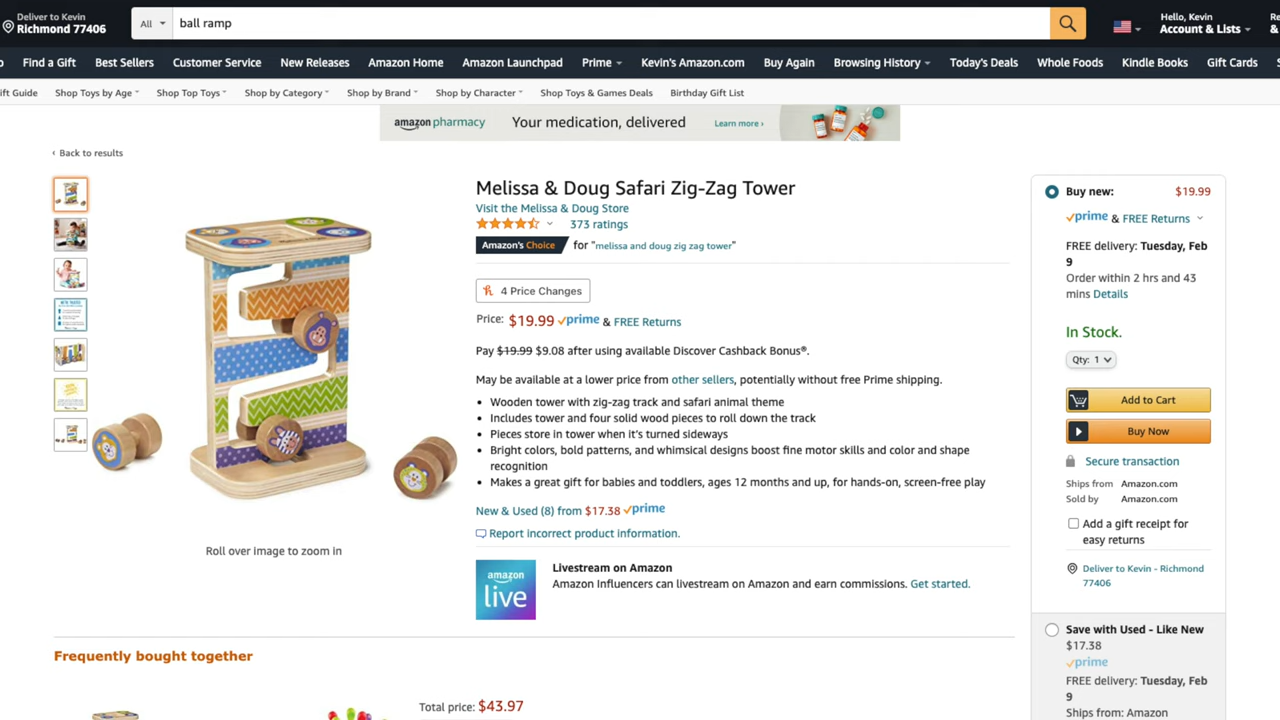 Deliver to Kevin
Richmond 77406
All
ball ramp
Hello, Kevin
Account & Lists
Find a Gift Best Sellers Customer Service New Releases Amazon Home Amazon Launchpad Prime Kevin's Amazon.com Buy Again Browsing History Today's Deals Whole Foods Kindle Books Gift Cards
ift Guide Shop Toys by Age Shop Top Toys Shop by Category Shop by Brand Shop by Character Shop Toys & Games Deals Birthday Gift List
amazon pharmacy Your medication, delivered Learn more ›
‹ Back to results
Melissa & Doug Safari Zig-Zag Tower
Visit the Melissa & Doug Store
373 ratings
Amazon's Choice for "melissa and doug zig zag tower"
4 Price Changes
Price: $19.99 prime & FREE Returns
Pay $19.99 $9.08 after using available Discover Cashback Bonus®.
May be available at a lower price from other sellers, potentially without free Prime shipping.
• Wooden tower with zig-zag track and safari animal theme
• Includes tower and four solid wood pieces to roll down the track
• Pieces store in tower when it's turned sideways
• Bright colors, bold patterns, and whimsical designs boost fine motor skills and color and shape
recognition
• Makes a great gift for babies and toddlers, ages 12 months and up, for hands-on, screen-free play
New & Used (8) from $17.38 prime
Report incorrect product information.
Roll over image to zoom in
amazon
live
Livestream on Amazon
Amazon Influencers can livestream on Amazon and earn commissions. Get started.
Frequently bought together
Total price: $43.97
Buy new: $19.99
prime & FREE Returns
FREE delivery: Tuesday, Feb
9
Order within 2 hrs and 43
mins Details
In Stock.
Qty: 1
Add to Cart
Buy Now
Secure transaction
Ships from Amazon.com
Sold by Amazon.com
Add a gift receipt for
easy returns
Deliver to Kevin - Richmond
77406
Save with Used - Like New
$17.38
prime
FREE delivery: Tuesday, Feb
9
Ships from: Amazon